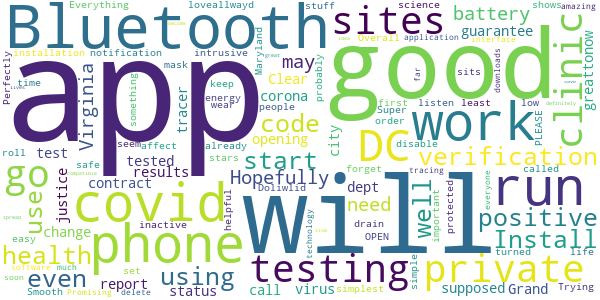 Bluetooth
app
good
will
sites
clinic
work
DC
covid
phone
testing
private
run
verification
positive
Install
go
use
using
health
even
well
need
start
code
Hopefully
Virginia
battery
guarantee
greattonow
may
Clear
corona
tracer
opening
city
listen
least
low
first
Super
order
disable
PLEASE
called
Everything
loveallwayd
stuff
science
shows
amazing
installation
notification
intrusive
Overall
application
interface
Perfectly
time
mask
something
Maryland
probably
far
sits
downloads
keep
energy
people
wear
roll
test
seem
affect
already
stars
tested
results
safe
justice
contract
change
inactive
helpful
Doliwlid
dept
forget
tracing
drain
OPEN
technology
important
protected
everyone
definitely
easy
soon
software
much
set
report
status
call
virus
simple
simplest
supposed
turned
life
Grand
Trying
Smooth
Promising
delete
spread
great